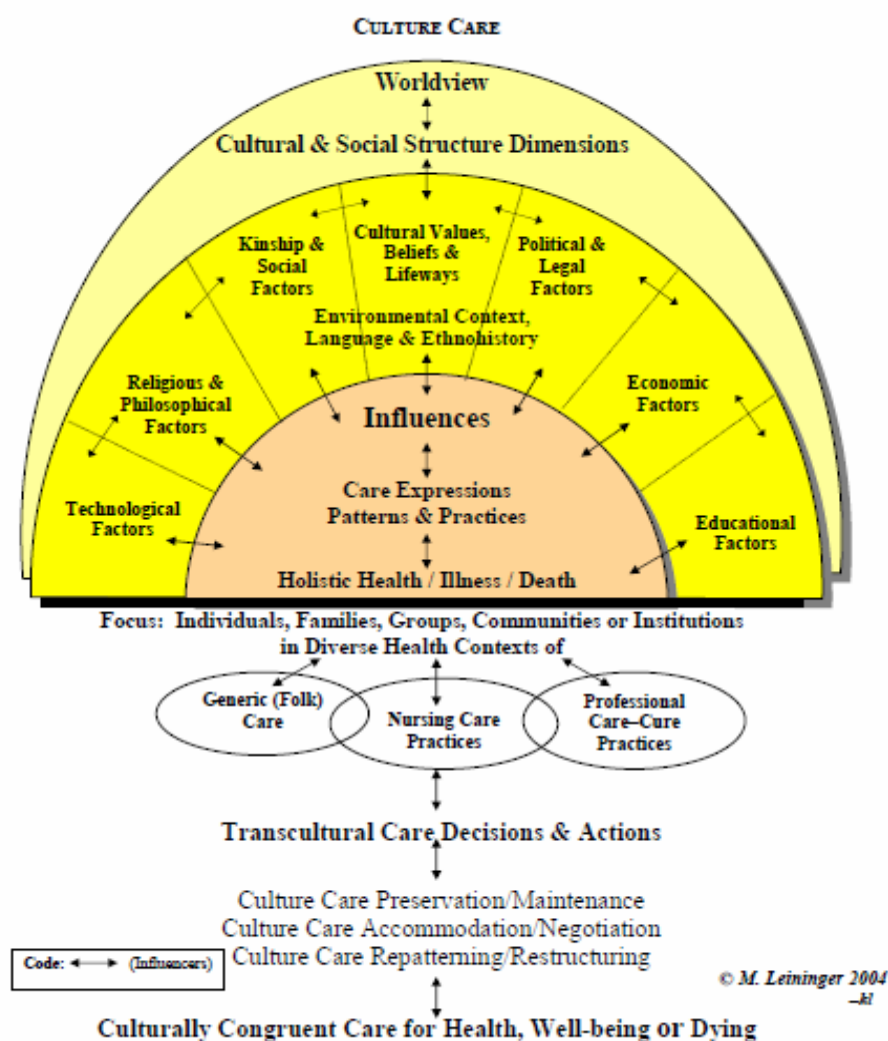 CULTURE CARE
Worldview
Cultural & Social Structure Dimensions
Kinship &
Social
Factors
Cultural Values,
Beliefs &
Lifeways
Political &
Legal
Factors
Environmental Context,
Language & Ethnohistory
Religious &
Philosophical
Factors
Economic
Factors
Technological
Factors
Educational
Factors
Influences
Care Expressions
Patterns & Practices
Holistic Health / Illness / Death
Focus: Individuals, Families, Groups, Communities or Institutions
in Diverse Health Contexts of
Generic (Folk)
Care
Nursing Care
Practices
Professional
Care–Cure
Practices
Transcultural Care Decisions & Actions
Culture Care Preservation/Maintenance
Culture Care Accommodation/Negotiation
Culture Care Repatterning/Restructuring
Code: (Influencers)
© M. Leininger 2004
–kl
Culturally Congruent Care for Health, Well-being or Dying